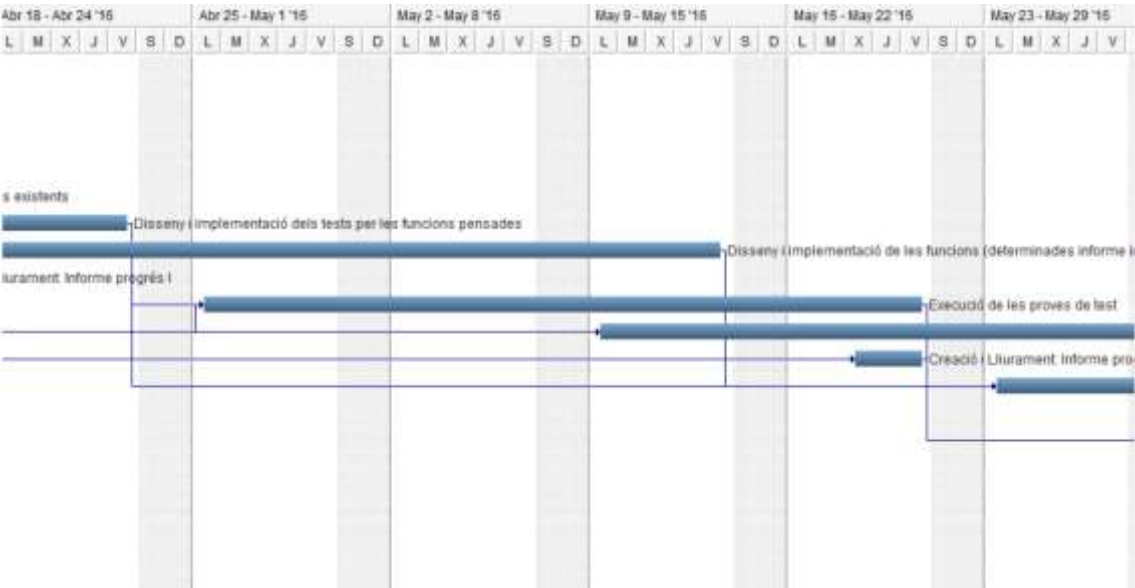 Abr 18 - Abr 24 '16 Abr 25 - May 1 '16 May 2 - May 8 '16 May 9 - May 15 '16 May 16 - May 22 '16 May 23 - May 29 '16
L M X J V S D L M X J V S D L M X J V S D L M X J V S D L M X J V S D L M X J V
s existents
Disseny i implementació dels tests per les funcions pensades
Disseny i implementació de les funcions (determinades informe i
iurament: Informe progrés I
Execució de les proves de test
Creació i Lliurament: Informe pro